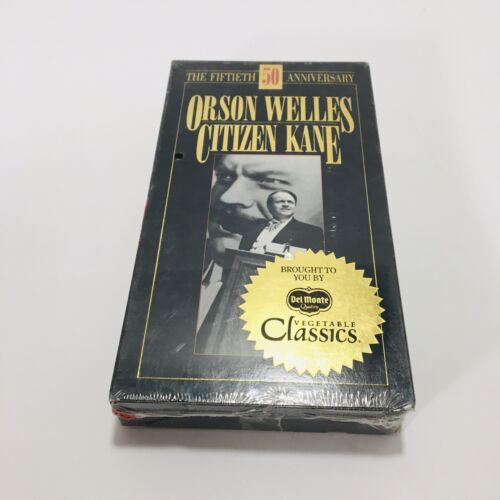 THE FIFTIETH 50 ANNIVERSARY
ORSON WELLES
CITIZEN KANE
BROUGHT TO
YOU BY
Del Monte
Quality
VEGETABLE
Classics.